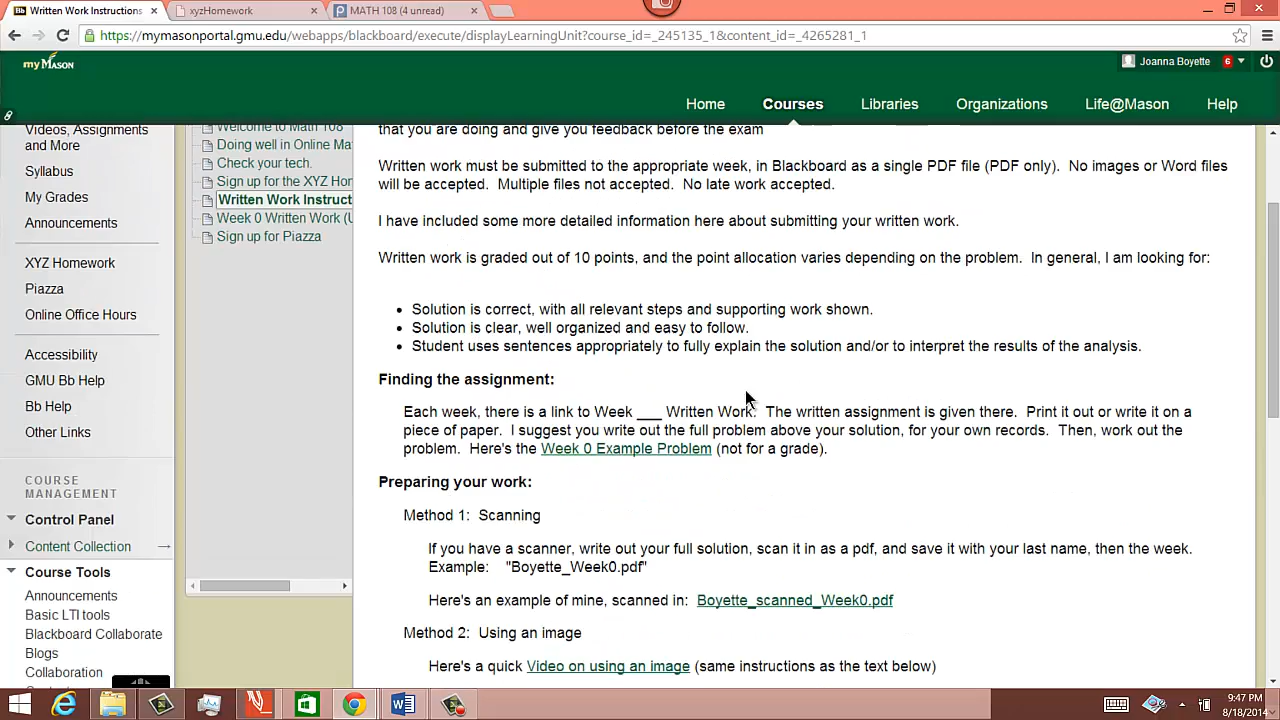 Written Work Instructions
xyzHomework
MATH 108 (4 unread)
https://mymasonportal.gmu.edu/webapps/blackboard/execute/displayLearningUnit?course_id=_245135_1&content_id=_4265281_1
myMason
Joanna Boyette 6
Home Courses Libraries Organizations Life@Mason Help
Videos, Assignments
and More
Syllabus
My Grades
Announcements
XYZ Homework
Piazza
Online Office Hours
Accessibility
GMU Bb Help
Bb Help
Other Links
COURSE
MANAGEMENT
Control Panel
Content Collection
Course Tools
Announcements
Basic LTI tools
Blackboard Collaborate
Blogs
Collaboration
Welcome to Math 108
Doing well in Online Ma
Check your tech.
Sign up for the XYZ Hor
Written Work Instruct
Week 0 Written Work (U
Sign up for Piazza
that you are doing and give you feedback before the exam
Written work must be submitted to the appropriate week, in Blackboard as a single PDF file (PDF only). No images or Word files
will be accepted. Multiple files not accepted. No late work accepted.
I have included some more detailed information here about submitting your written work.
Written work is graded out of 10 points, and the point allocation varies depending on the problem. In general, I am looking for:
• Solution is correct, with all relevant steps and supporting work shown.
• Solution is clear, well organized and easy to follow.
• Student uses sentences appropriately to fully explain the solution and/or to interpret the results of the analysis.
Finding the assignment:
Each week, there is a link to Week ___ Written Work. The written assignment is given there. Print it out or write it on a
piece of paper. I suggest you write out the full problem above your solution, for your own records. Then, work out the
problem. Here's the Week 0 Example Problem (not for a grade).
Preparing your work:
Method 1: Scanning
If you have a scanner, write out your full solution, scan it in as a pdf, and save it with your last name, then the week.
Example: "Boyette_Week0.pdf"
Here's an example of mine, scanned in: Boyette_scanned_Week0.pdf
Method 2: Using an image
Here's a quick Video on using an image (same instructions as the text below)
9:47 PM
8/18/2014